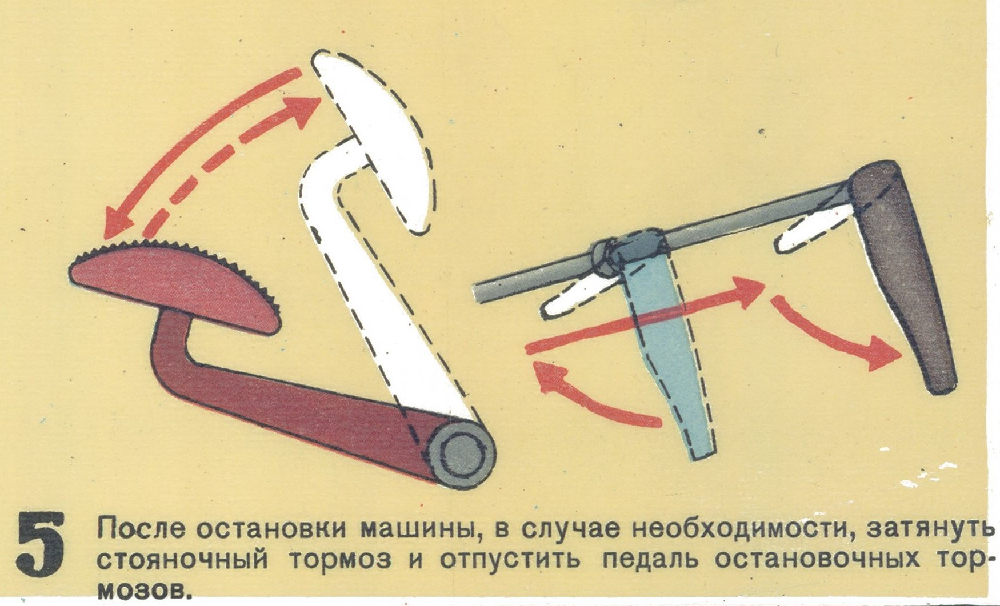 5 После остановки машины, в случае необходимости, затянуть
стояночный тормоз и отпустить педаль остановочных тор-
мозов.